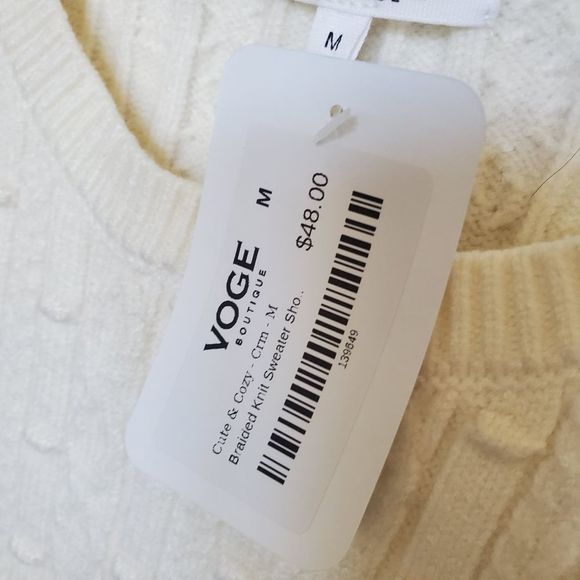 M
VOGE
BOUTIQUE
M
Cute & Cozy - Crm - M
Braided Knit Sweater Sho..
$48.00
139649